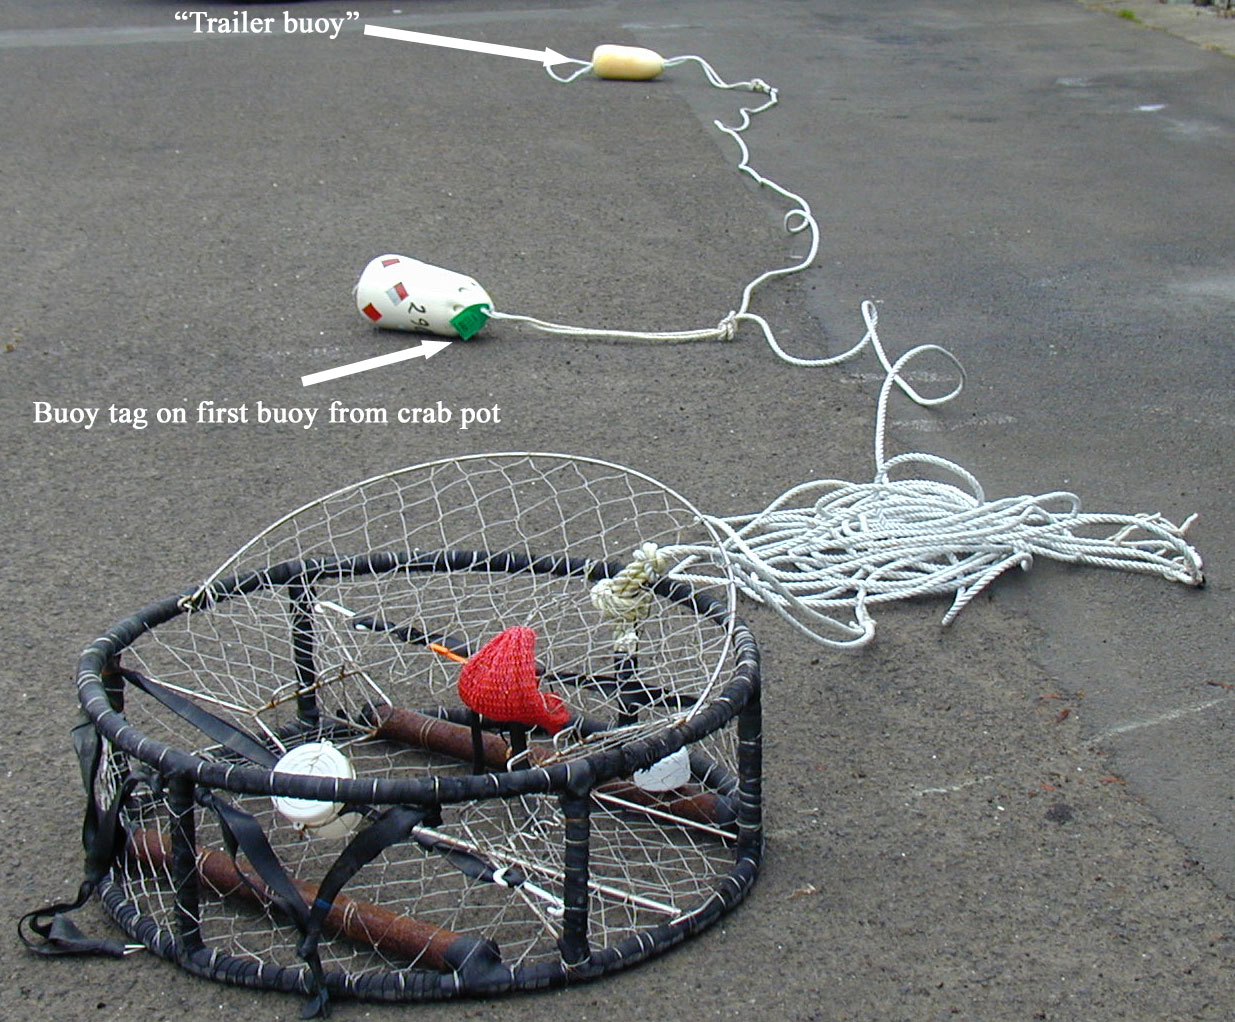 “Trailer buoy”
Buoy tag on first buoy from crab pot